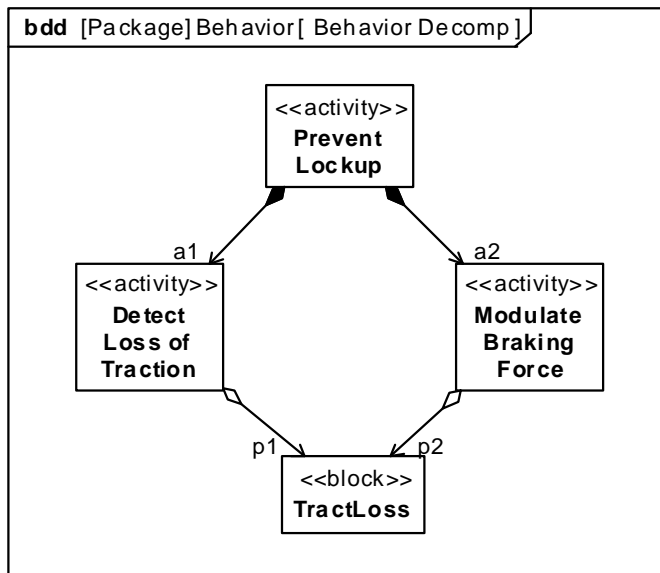 bdd [Package] Behavior [ Behavior Decomp ]
<<activity>>
Prevent
Lockup
a1
a2
<<activity>>
Detect
Loss of
Traction
<<activity>>
Modulate
Braking
Force
p1
p2
<<block>>
TractLoss